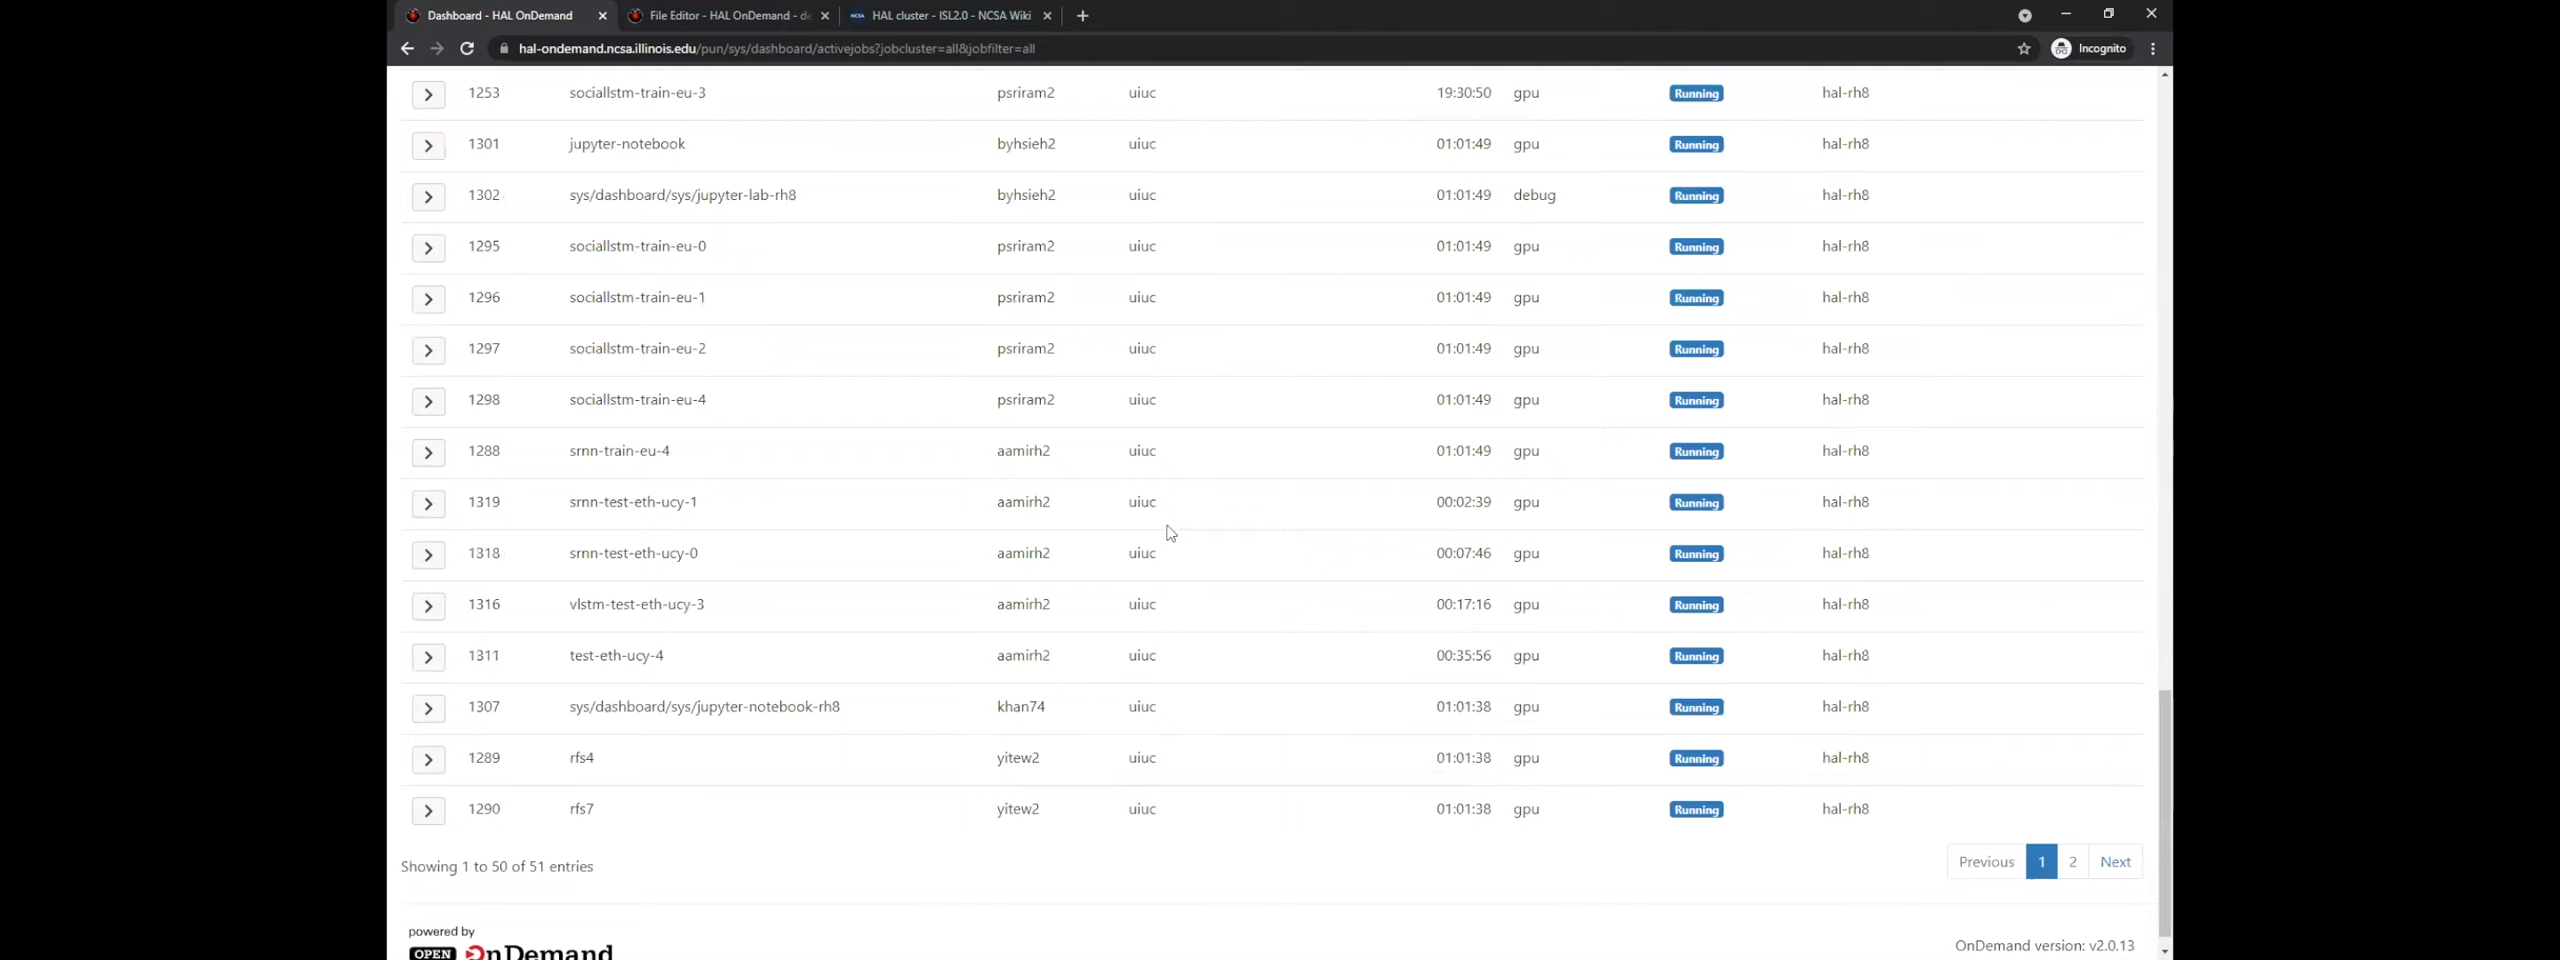 Dashboard - HAL OnDemand File Editor - HAL OnDemand - de HAL cluster - ISL2.0 - NCSA Wiki
hal-ondemand.ncsa.illinois.edu/pun/sys/dashboard/activejobs?jobcluster=all&jobfilter=all Incognito
1253 sociallstm-train-eu-3 psriram2 uiuc 19:30:50 gpu Running hal-rh8
1301 jupyter-notebook byhsieh2 uiuc 01:01:49 gpu Running hal-rh8
1302 sys/dashboard/sys/jupyter-lab-rh8 byhsieh2 uiuc 01:01:49 debug Running hal-rh8
1295 sociallstm-train-eu-0 psriram2 uiuc 01:01:49 gpu Running hal-rh8
1296 sociallstm-train-eu-1 psriram2 uiuc 01:01:49 gpu Running hal-rh8
1297 sociallstm-train-eu-2 psriram2 uiuc 01:01:49 gpu Running hal-rh8
1298 sociallstm-train-eu-4 psriram2 uiuc 01:01:49 gpu Running hal-rh8
1288 srnn-train-eu-4 aamirh2 uiuc 01:01:49 gpu Running hal-rh8
1319 srnn-test-eth-ucy-1 aamirh2 uiuc 00:02:39 gpu Running hal-rh8
1318 srnn-test-eth-ucy-0 aamirh2 uiuc 00:07:46 gpu Running hal-rh8
1316 vlstm-test-eth-ucy-3 aamirh2 uiuc 00:17:16 gpu Running hal-rh8
1311 test-eth-ucy-4 aamirh2 uiuc 00:35:56 gpu Running hal-rh8
1307 sys/dashboard/sys/jupyter-notebook-rh8 khan74 uiuc 01:01:38 gpu Running hal-rh8
1289 rfs4 yitew2 uiuc 01:01:38 gpu Running hal-rh8
1290 rfs7 yitew2 uiuc 01:01:38 gpu Running hal-rh8
Showing 1 to 50 of 51 entries Previous 1 2 Next
powered by
OPEN OnDemand OnDemand version: v2.0.13